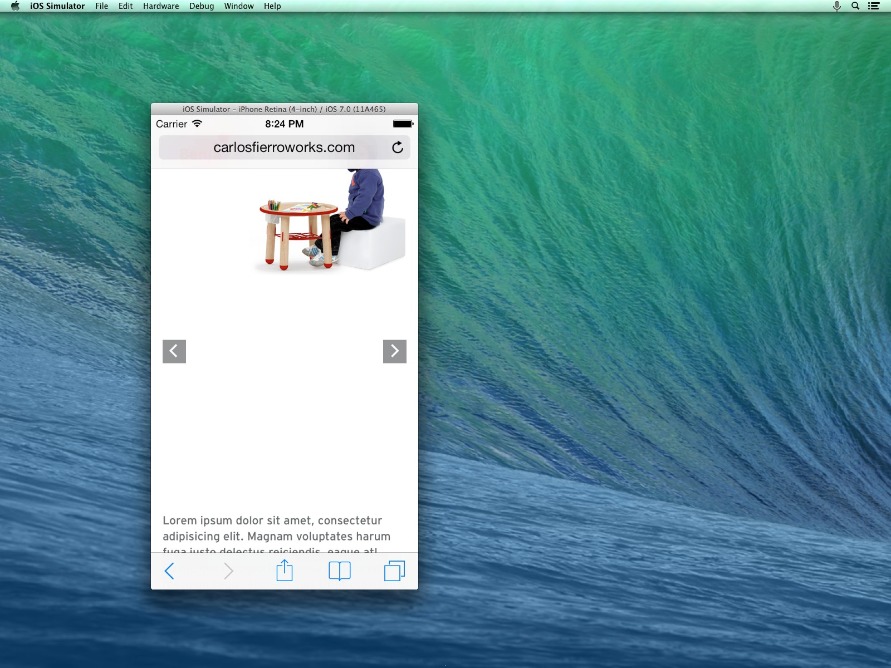 iOS Simulator File Edit Hardware Debug Window Help
iOS Simulator – iPhone Retina (4-inch) / iOS 7.0 (11A465)
Carrier 8:24 PM
carlosfierroworks.com
Lorem ipsum dolor sit amet, consectetur
adipisicing elit. Magnam voluptates harum
fuga iusto delectus reiciendis, eaque at!